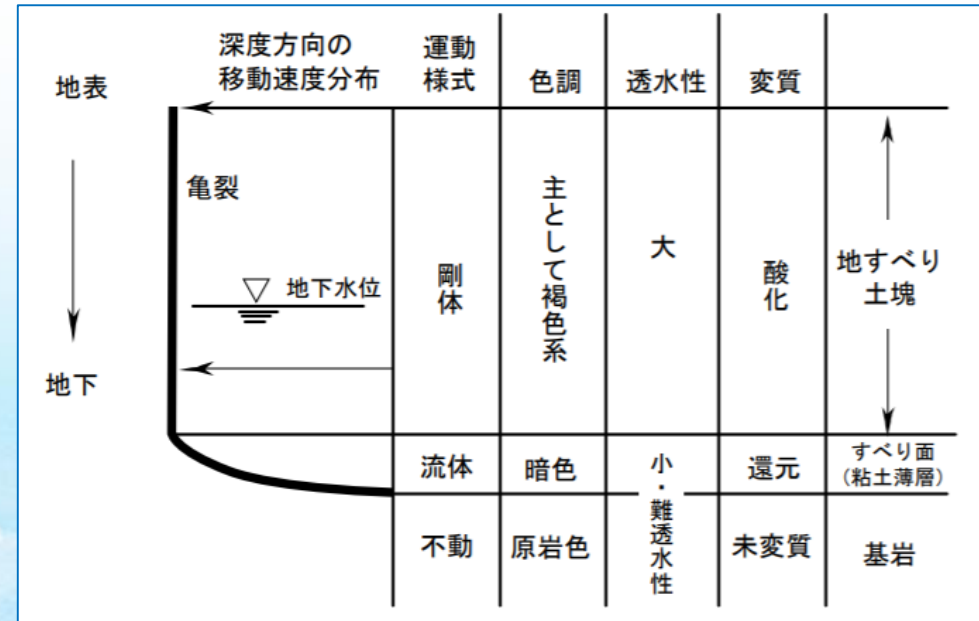 地表
深度方向の
移動速度分布
運動
様式
色調
透水性
変質
亀裂
地下水位
地下
剛体
主として褐色系
大
酸化
地すべり
土塊
流体
暗色
小・難透水性
還元
すべり面
(粘土薄層)
不動
原岩色
未変質
基岩